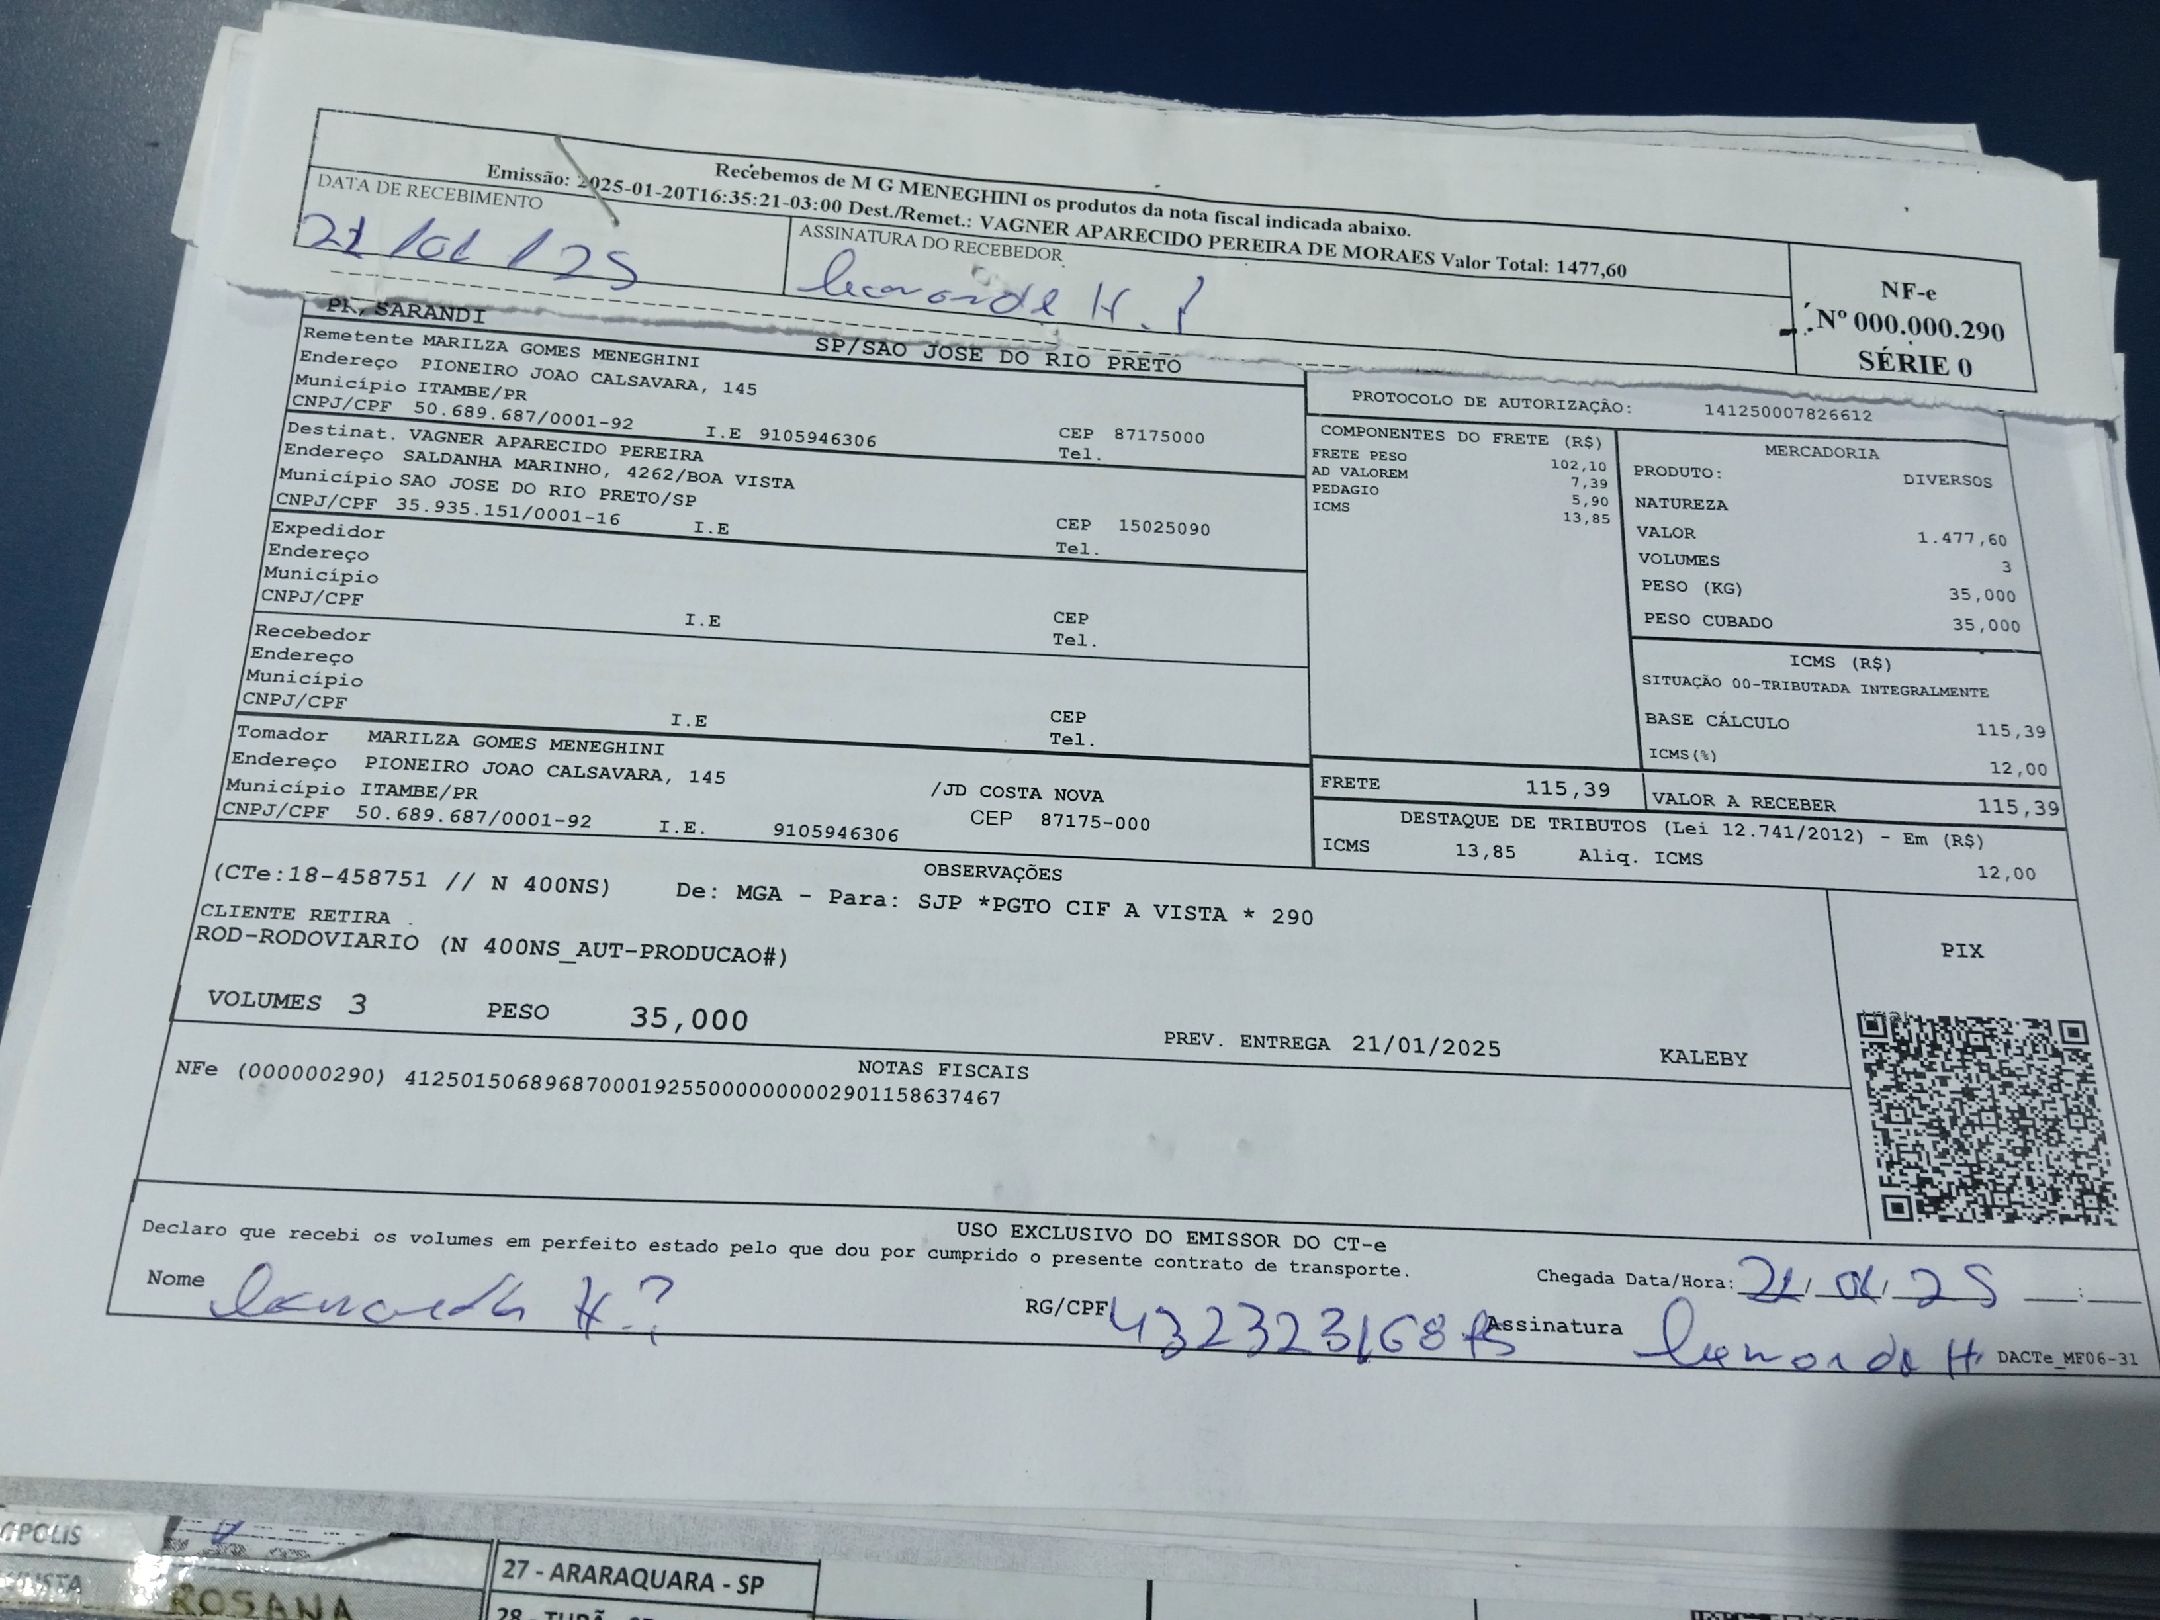 Recebemos de M G MENEGHINI os produtos da nota fiscal indicada abaixo.
Emissão: 2025-01-20T16:35:21-03:00 Dest./Remet.: VAGNER APARECIDO PEREIRA DE MORAES Valor Total: 1477,60
DATA DE RECEBIMENTO
21/01/25
ASSINATURA DO RECEBEDOR
NF-e
Nº 000.000.290
SÉRIE 0
PR, SARANDI
SP/SAO JOSE DO RIO PRETO
Remetente MARILZA GOMES MENEGHINI
Endereço PIONEIRO JOAO CALSAVARA, 145
Município ITAMBE/PR
CEP 87175000
CNPJ/CPF 50.689.687/0001-92 I.E 9105946306 Tel.
Destinat. VAGNER APARECIDO PEREIRA
Endereço SALDANHA MARINHO, 4262/BOA VISTA
Município SAO JOSE DO RIO PRETO/SP
CEP 15025090
CNPJ/CPF 35.935.151/0001-16 I.E Tel.
Expedidor
Endereço
Município
CEP
CNPJ/CPF I.E Tel.
Recebedor
Endereço
Município
CEP
CNPJ/CPF I.E Tel.
Tomador MARILZA GOMES MENEGHINI
Endereço PIONEIRO JOAO CALSAVARA, 145 /JD COSTA NOVA
Município ITAMBE/PR CEP 87175-000
CNPJ/CPF 50.689.687/0001-92 I.E. 9105946306
PROTOCOLO DE AUTORIZAÇÃO: 141250007826612
COMPONENTES DO FRETE (R$)
FRETE PESO 102,10
AD VALOREM 7,39
PEDAGIO 5,90
ICMS 13,85
MERCADORIA
PRODUTO: DIVERSOS
NATUREZA
VALOR 1.477,60
VOLUMES 3
PESO (KG) 35,000
PESO CUBADO 35,000
ICMS (R$)
SITUAÇÃO 00-TRIBUTADA INTEGRALMENTE
BASE CÁLCULO 115,39
ICMS(%) 12,00
FRETE 115,39
VALOR A RECEBER 115,39
DESTAQUE DE TRIBUTOS (Lei 12.741/2012) - Em (R$)
ICMS 13,85 Aliq. ICMS 12,00
OBSERVAÇÕES
(CTe:18-458751 // N 400NS) De: MGA - Para: SJP *PGTO CIF A VISTA * 290
CLIENTE RETIRA
ROD-RODOVIARIO (N 400NS_AUT-PRODUCAO#)
PIX
VOLUMES 3 PESO 35,000 PREV. ENTREGA 21/01/2025 KALEBY
NOTAS FISCAIS
NFe (000000290) 41250150689687000192550000000002901158637467
USO EXCLUSIVO DO EMISSOR DO CT-e
Declaro que recebi os volumes em perfeito estado pelo que dou por cumprido o presente contrato de transporte.
Chegada Data/Hora: 21/01/25 __:__
Nome
RG/CPF 432323168
Assinatura
DACTe_MF06-31
27 - ARARAQUARA - SP
ROSANA